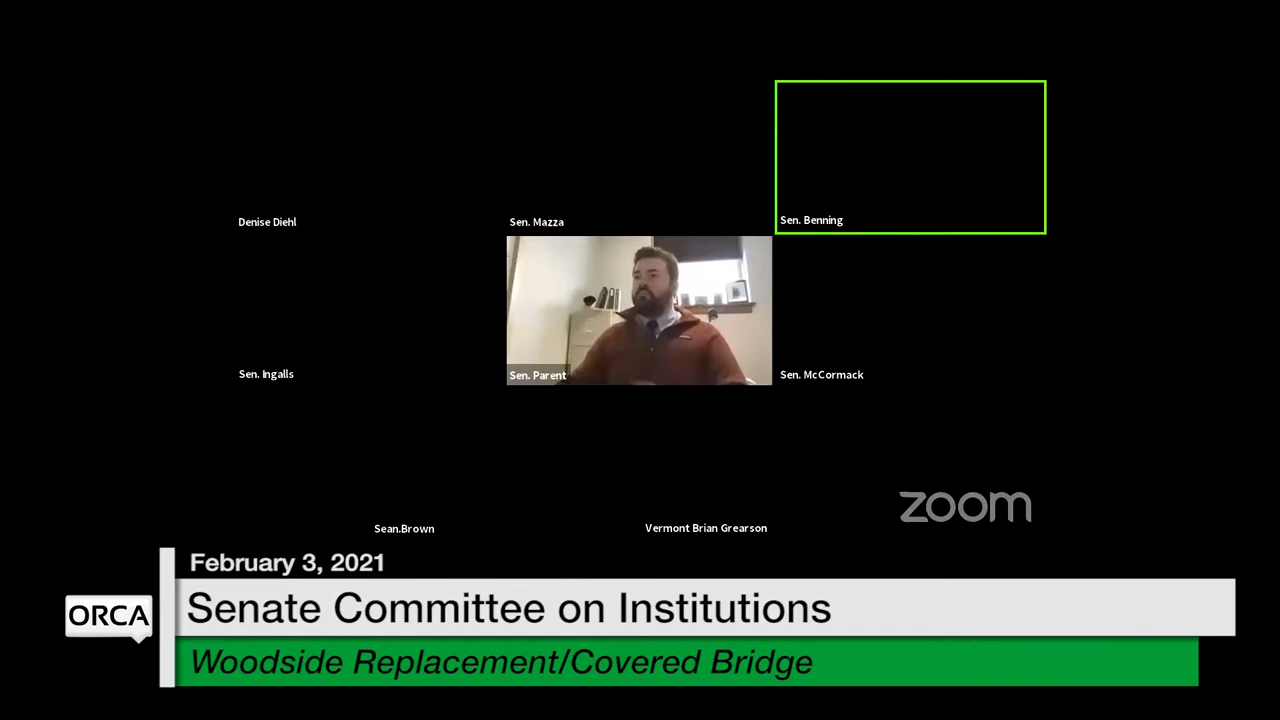 Denise Diehl
Sen. Mazza
Sen. Benning
Sen. Ingalls
Sen. Parent
Sen. McCormack
Sean.Brown
Vermont Brian Grearson
zoom
February 3, 2021
ORCA
Senate Committee on Institutions
Woodside Replacement/Covered Bridge